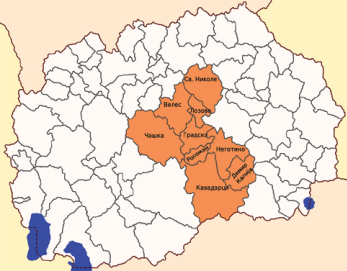 Св. Николе
Велес
Лозово
Чашка
Градско
Неготино
Росоман
Демир
Капија
Кавадарци